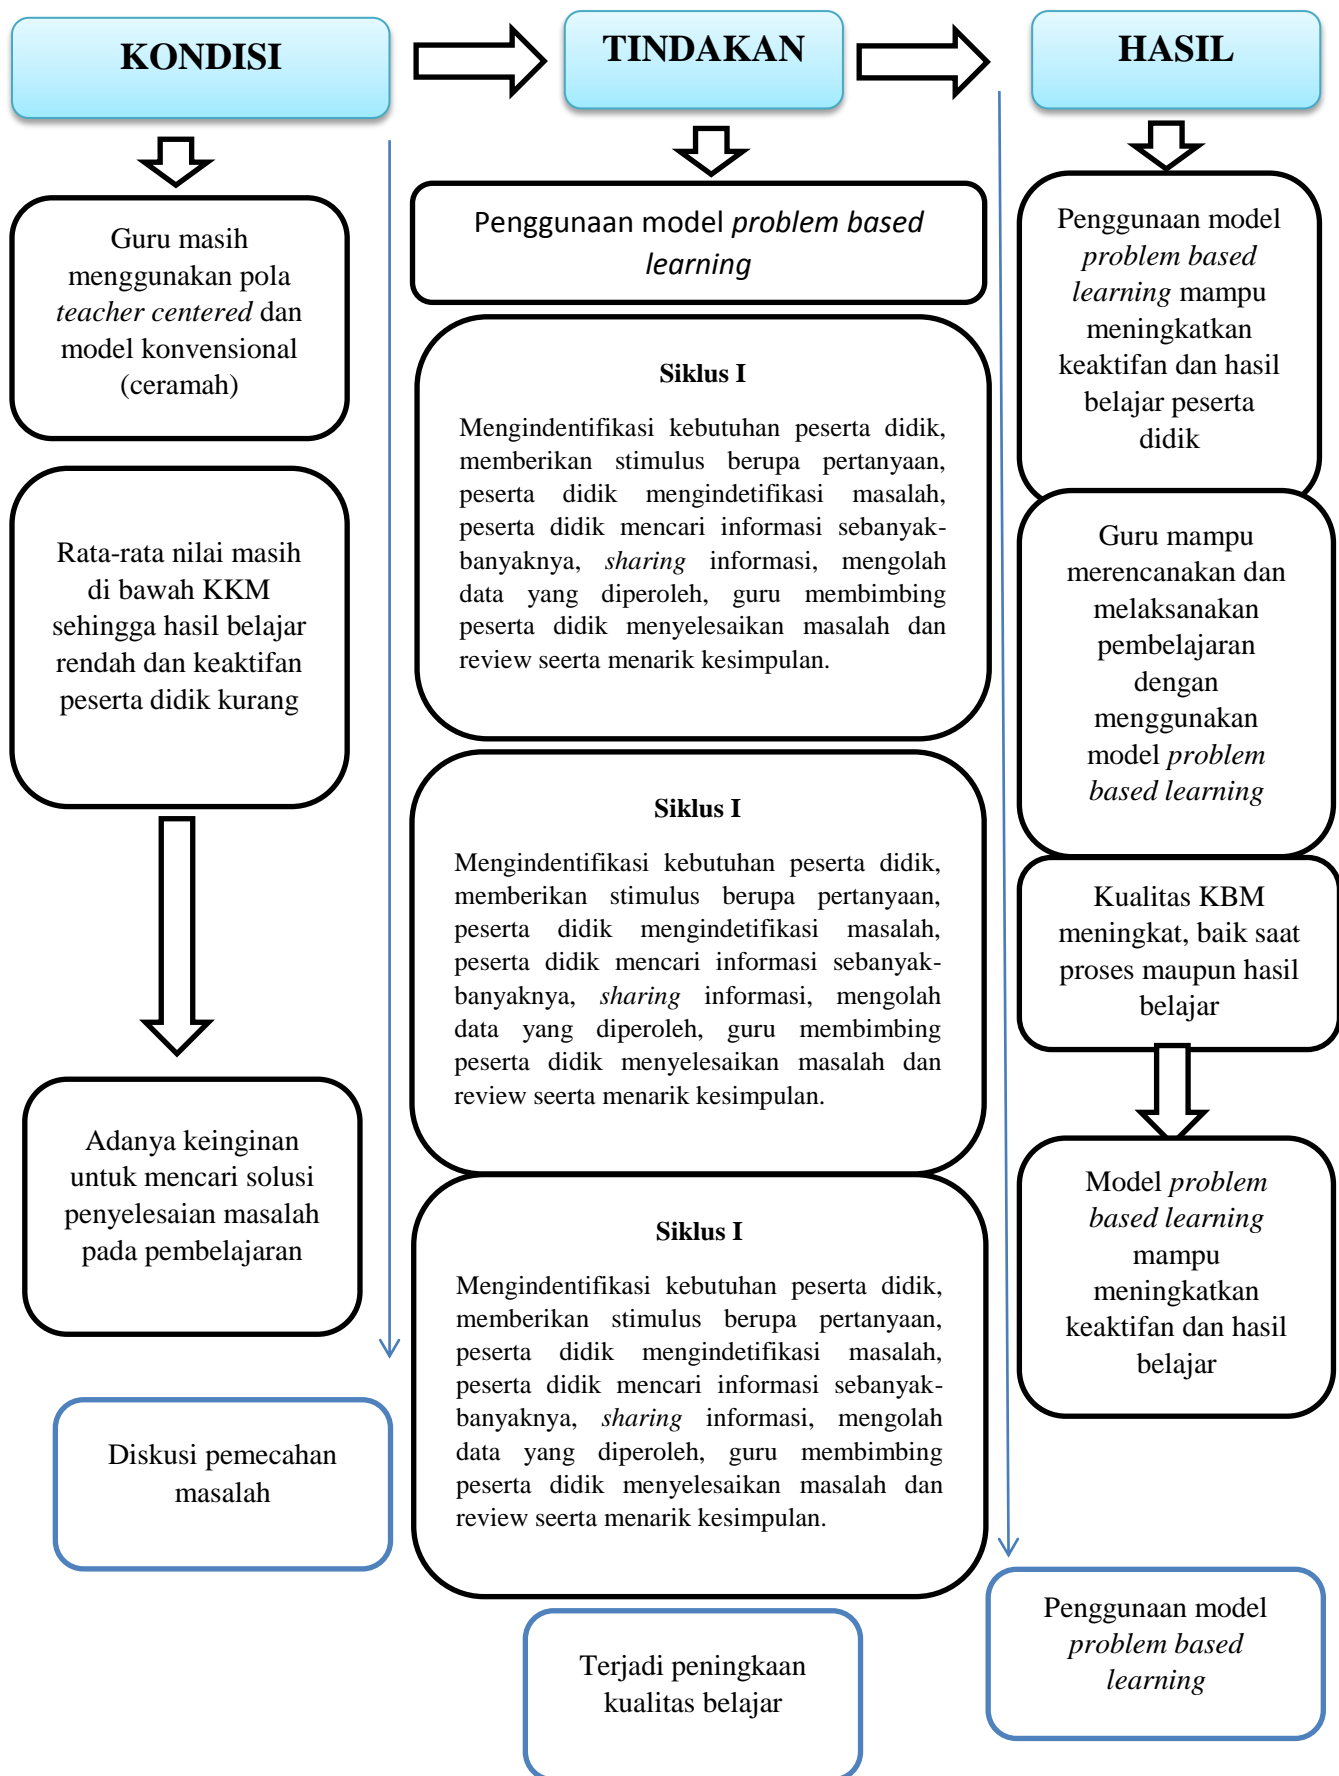 KONDISI
TINDAKAN
HASIL
Guru masih
menggunakan pola
teacher centered dan
model konvensional
(ceramah)
Rata-rata nilai masih
di bawah KKM
sehingga hasil belajar
rendah dan keaktifan
peserta didik kurang
Adanya keinginan
untuk mencari solusi
penyelesaian masalah
pada pembelajaran
Diskusi pemecahan
masalah
Penggunaan model problem based
learning
Siklus I
Mengindentifikasi kebutuhan peserta didik,
memberikan stimulus berupa pertanyaan,
peserta didik mengindetifikasi masalah,
peserta didik mencari informasi sebanyak-
banyaknya, sharing informasi, mengolah
data yang diperoleh, guru membimbing
peserta didik menyelesaikan masalah dan
review seerta menarik kesimpulan.
Siklus I
Mengindentifikasi kebutuhan peserta didik,
memberikan stimulus berupa pertanyaan,
peserta didik mengindetifikasi masalah,
peserta didik mencari informasi sebanyak-
banyaknya, sharing informasi, mengolah
data yang diperoleh, guru membimbing
peserta didik menyelesaikan masalah dan
review seerta menarik kesimpulan.
Siklus I
Mengindentifikasi kebutuhan peserta didik,
memberikan stimulus berupa pertanyaan,
peserta didik mengindetifikasi masalah,
peserta didik mencari informasi sebanyak-
banyaknya, sharing informasi, mengolah
data yang diperoleh, guru membimbing
peserta didik menyelesaikan masalah dan
review seerta menarik kesimpulan.
Terjadi peningkaan
kualitas belajar
Penggunaan model
problem based
learning mampu
meningkatkan
keaktifan dan hasil
belajar peserta
didik
Guru mampu
merencanakan dan
melaksanakan
pembelajaran
dengan
menggunakan
model problem
based learning
Kualitas KBM
meningkat, baik saat
proses maupun hasil
belajar
Model problem
based learning
mampu
meningkatkan
keaktifan dan hasil
belajar
Penggunaan model
problem based
learning